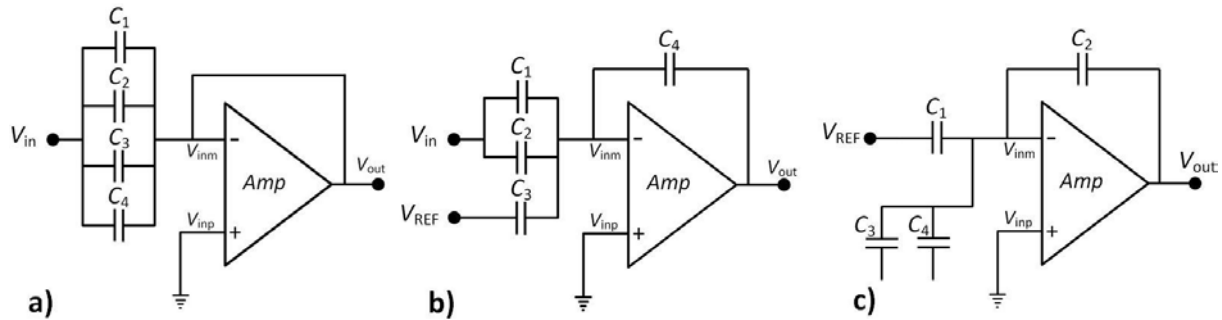 C1
C2
C3
C4
Vin
Vinm
Vinp
−
+
Amp
Vout
a)
C4
C1
C2
C3
Vin
VREF
Vinm
Vinp
−
+
Amp
Vout
b)
C2
C1
VREF
Vinm
Vinp
−
+
Amp
Vout:
C3 C4
c)